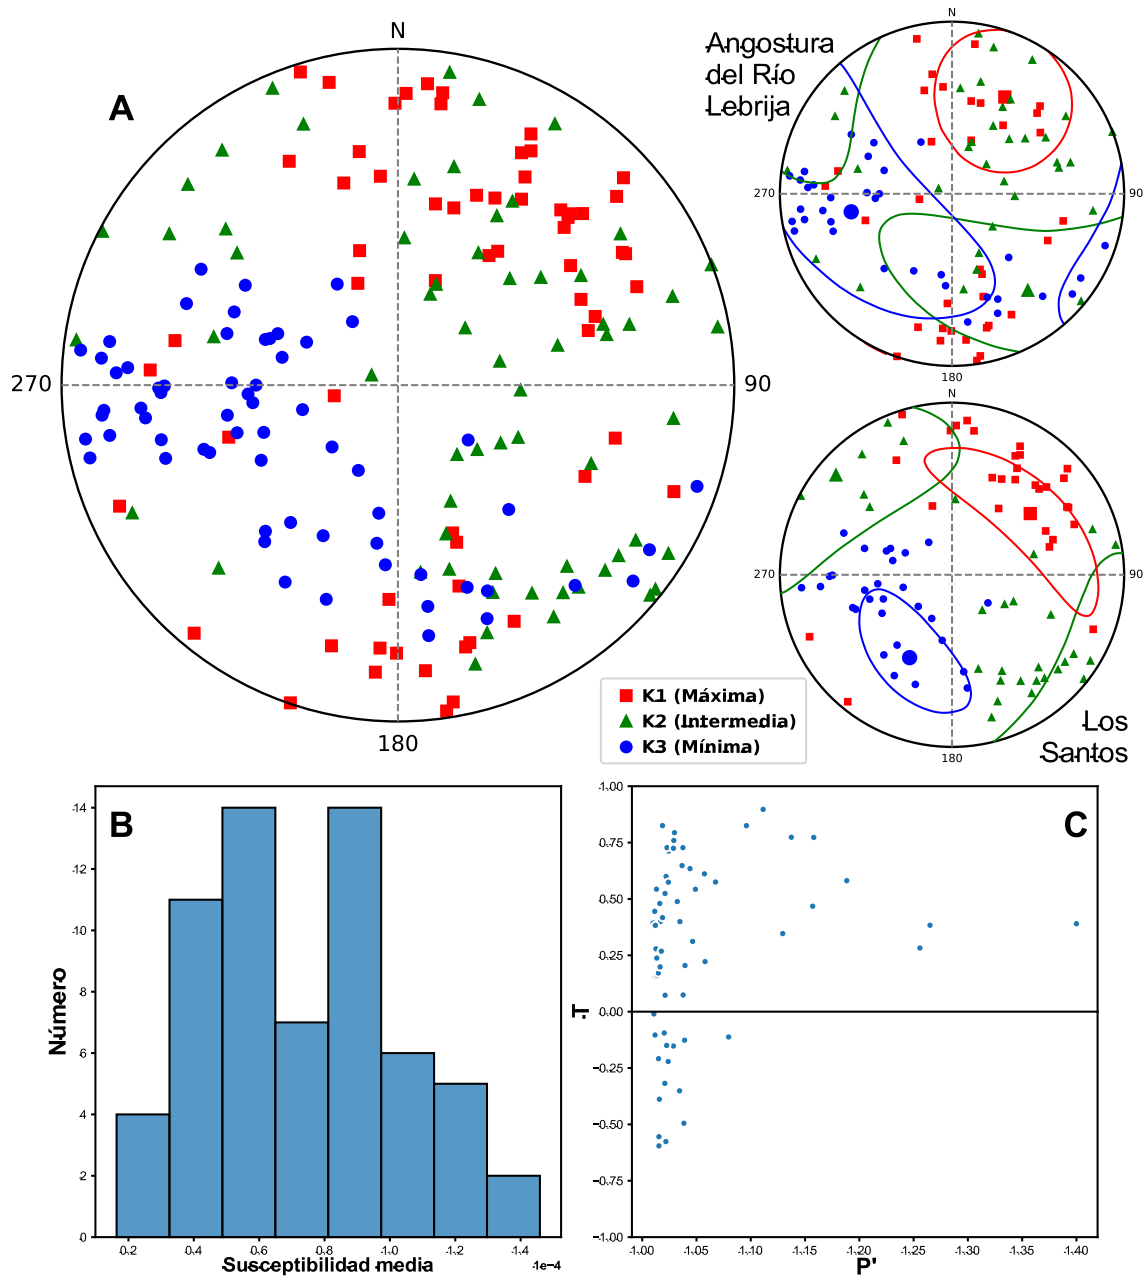 N
A
270
90
180
Angostura
del Río
Lebrija
N
270
90
180
N
270
90
180
Los
Santos
K1 (Máxima)
K2 (Intermedia)
K3 (Mínima)
B
Número
14
12
10
8
6
4
2
0
0.2 0.4 0.6 0.8 1.0 1.2 1.4
1e−4
Susceptibilidad media
C
T
1.00
0.75
0.50
0.25
0.00
−0.25
−0.50
−0.75
−1.00
1.00 1.05 1.10 1.15 1.20 1.25 1.30 1.35 1.40
P'